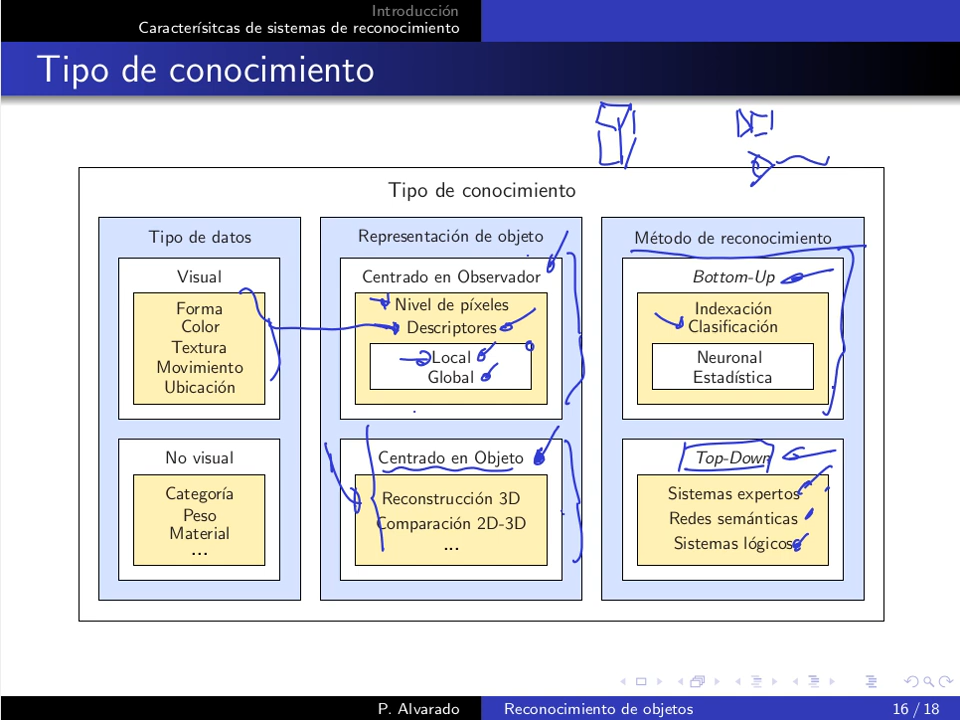 Introducción
Caracterísitcas de sistemas de reconocimiento
Tipo de conocimiento
Tipo de conocimiento
Tipo de datos
Visual
Forma
Color
Textura
Movimiento
Ubicación
No visual
Categoría
Peso
Material
...
Representación de objeto
Centrado en Observador
Nivel de píxeles
Descriptores
Local
Global
Centrado en Objeto
Reconstrucción 3D
Comparación 2D-3D
...
Método de reconocimiento
Bottom-Up
Indexación
Clasificación
Neuronal
Estadística
Top-Down
Sistemas expertos
Redes semánticas
Sistemas lógicos
P. Alvarado
Reconocimiento de objetos
16 / 18